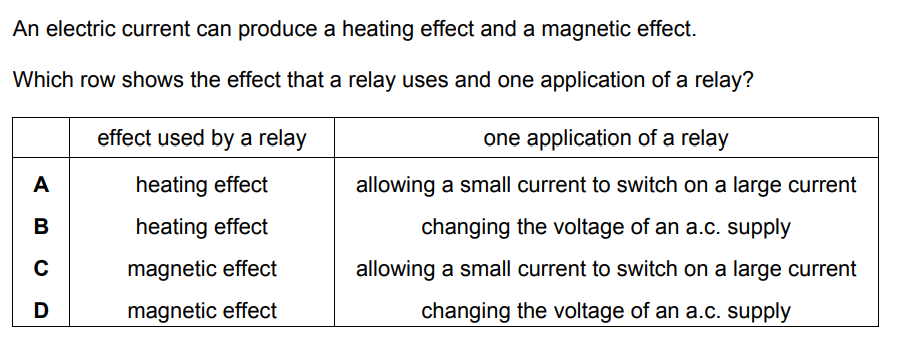 An electric current can produce a heating effect and a magnetic effect.
Which row shows the effect that a relay uses and one application of a relay?
effect used by a relay one application of a relay
A heating effect allowing a small current to switch on a large current
B heating effect changing the voltage of an a.c. supply
C magnetic effect allowing a small current to switch on a large current
D magnetic effect changing the voltage of an a.c. supply